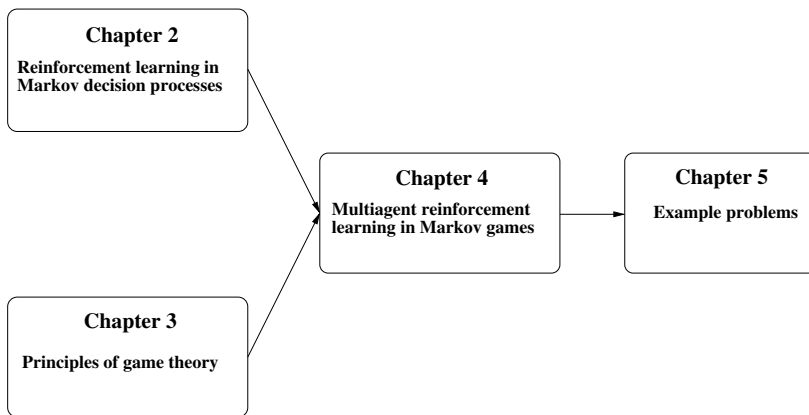 Chapter 2
Reinforcement learning in
Markov decision processes
Chapter 3
Principles of game theory
Chapter 4
Multiagent reinforcement
learning in Markov games
Chapter 5
Example problems